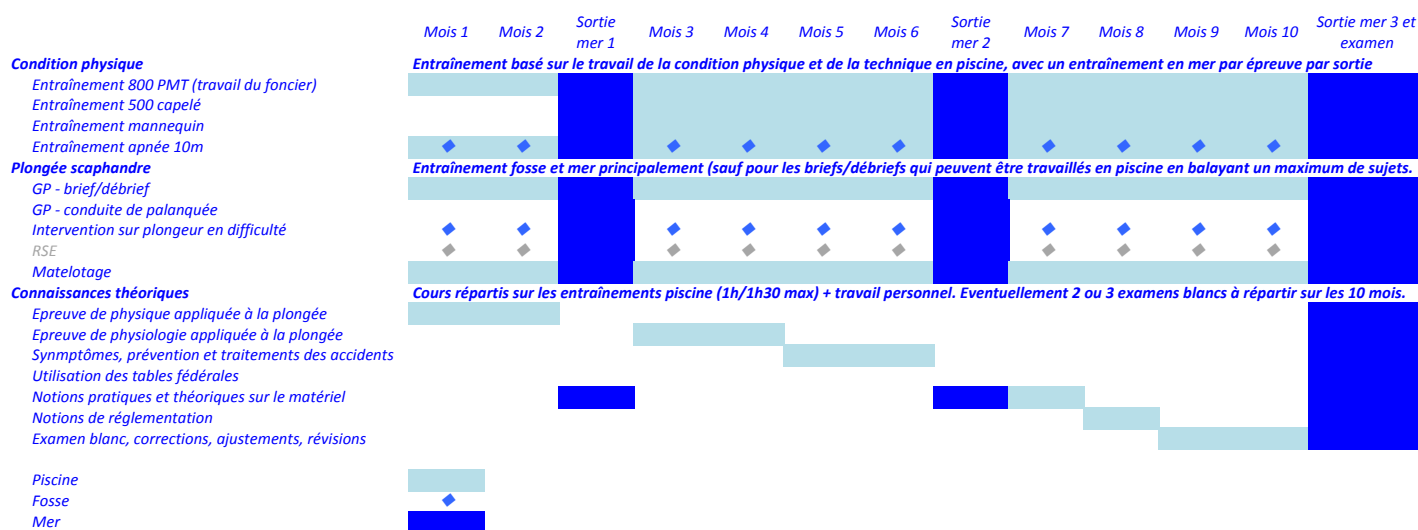 Mois 1 Mois 2 Sortie mer 1 Mois 3 Mois 4 Mois 5 Mois 6 Sortie mer 2 Mois 7 Mois 8 Mois 9 Mois 10 Sortie mer 3 et examen
Condition physique Entraînement basé sur le travail de la condition physique et de la technique en piscine, avec un entraînement en mer par épreuve par sortie
Entraînement 800 PMT (travail du foncier)
Entraînement 500 capelé
Entraînement mannequin
Entraînement apnée 10m
Plongée scaphandre Entraînement fosse et mer principalement (sauf pour les briefs/débriefs qui peuvent être travaillés en piscine en balayant un maximum de sujets.
GP - brief/débrief
GP - conduite de palanquée
Intervention sur plongeur en difficulté
RSE
Matelotage
Connaissances théoriques Cours répartis sur les entraînements piscine (1h/1h30 max) + travail personnel. Eventuellement 2 ou 3 examens blancs à répartir sur les 10 mois.
Epreuve de physique appliquée à la plongée
Epreuve de physiologie appliquée à la plongée
Synmptômes, prévention et traitements des accidents
Utilisation des tables fédérales
Notions pratiques et théoriques sur le matériel
Notions de réglementation
Examen blanc, corrections, ajustements, révisions
Piscine
Fosse
Mer